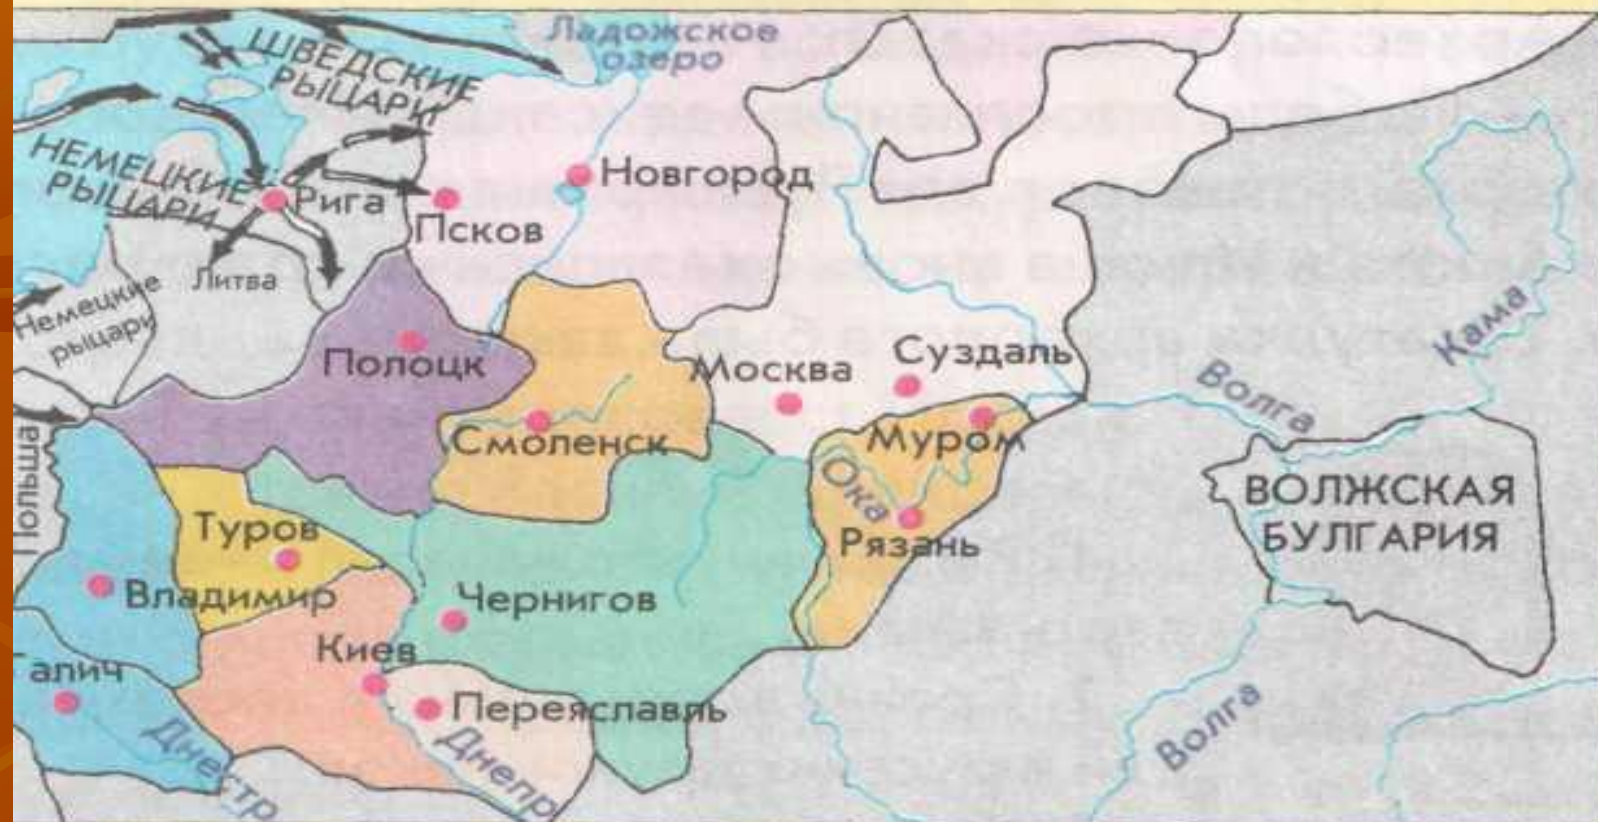 Ладожское
озеро
ШВЕДСКИЕ
РЫЦАРИ
НЕМЕЦКИЕ
РЫЦАРИ
Рига
Новгород
Псков
Литва
Немецкие
рыцари
Полоцк
Москва
Суздаль
Волга
Кама
Польша
Смоленск
Муром
Ока
ВОЛЖСКАЯ
БУЛГАРИЯ
Туров
Рязань
Владимир
Чернигов
Киев
Галич
Переяславль
Днестр
Днепр
Волга